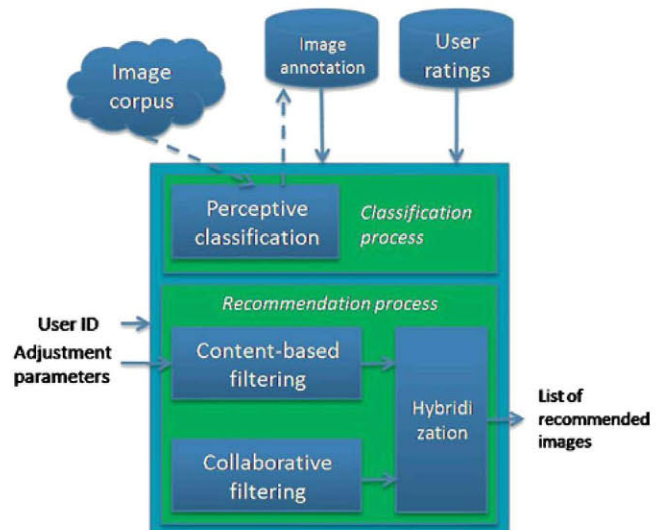 Image
corpus
Image
annotation
User
ratings
Perceptive
classification
Classification
process
Recommendation process
User ID
Adjustment
parameters
Content-based
filtering
Collaborative
filtering
Hybridi
zation
List of
recommended
images